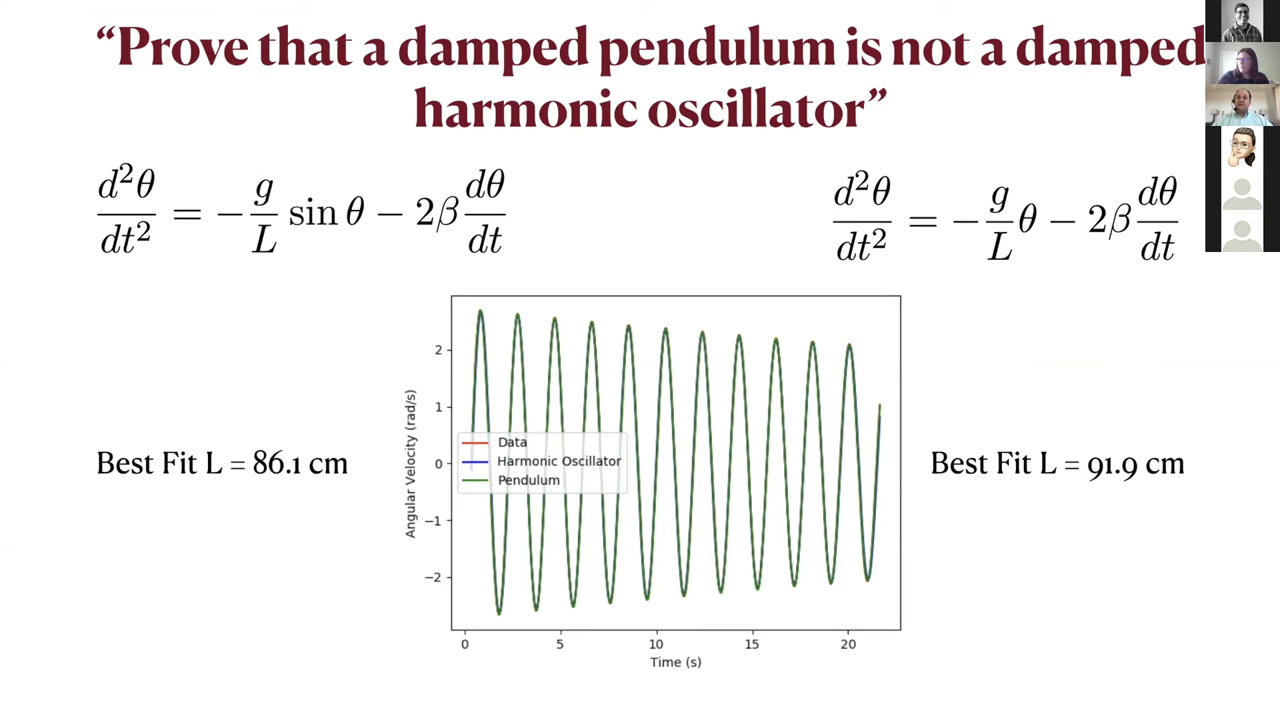 “Prove that a damped pendulum is not a damped
harmonic oscillator”
d²θ/dt² = −g/L sin θ − 2β dθ/dt
d²θ/dt² = −g/L θ − 2β dθ/dt
Best Fit L = 86.1 cm
Angular Velocity (rad/s)
2
1
0
−1
−2
Data
Harmonic Oscillator
Pendulum
0 5 10 15 20
Time (s)
Best Fit L = 91.9 cm